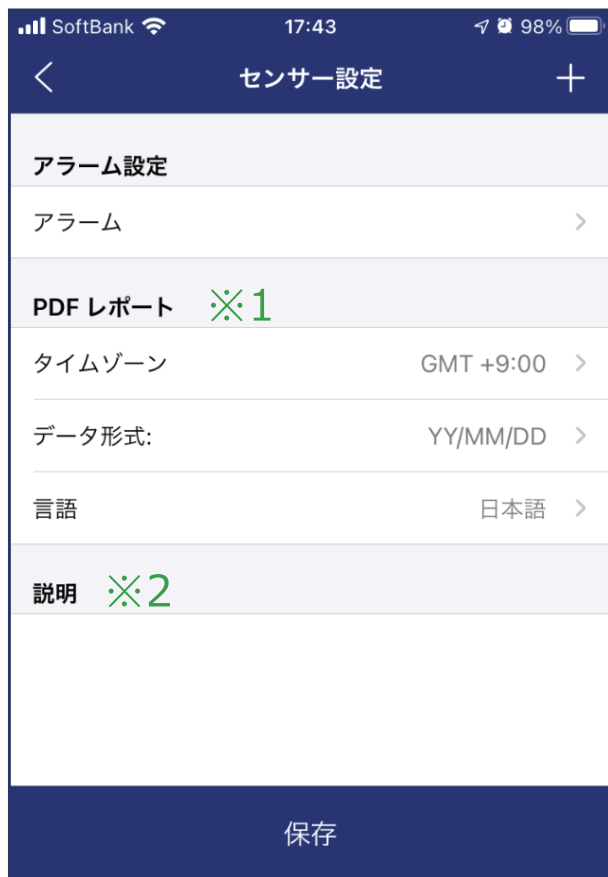 SoftBank 17:43 98%
センサー設定
アラーム設定
アラーム
PDF レポート ※1
タイムゾーン GMT +9:00
データ形式: YY/MM/DD
言語 日本語
説明 ※2
保存